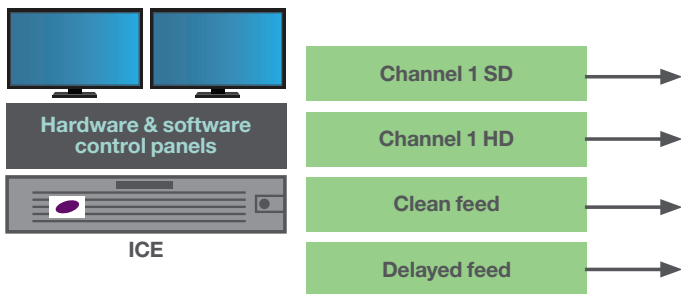 Hardware & software
control panels
ICE
Channel 1 SD
Channel 1 HD
Clean feed
Delayed feed